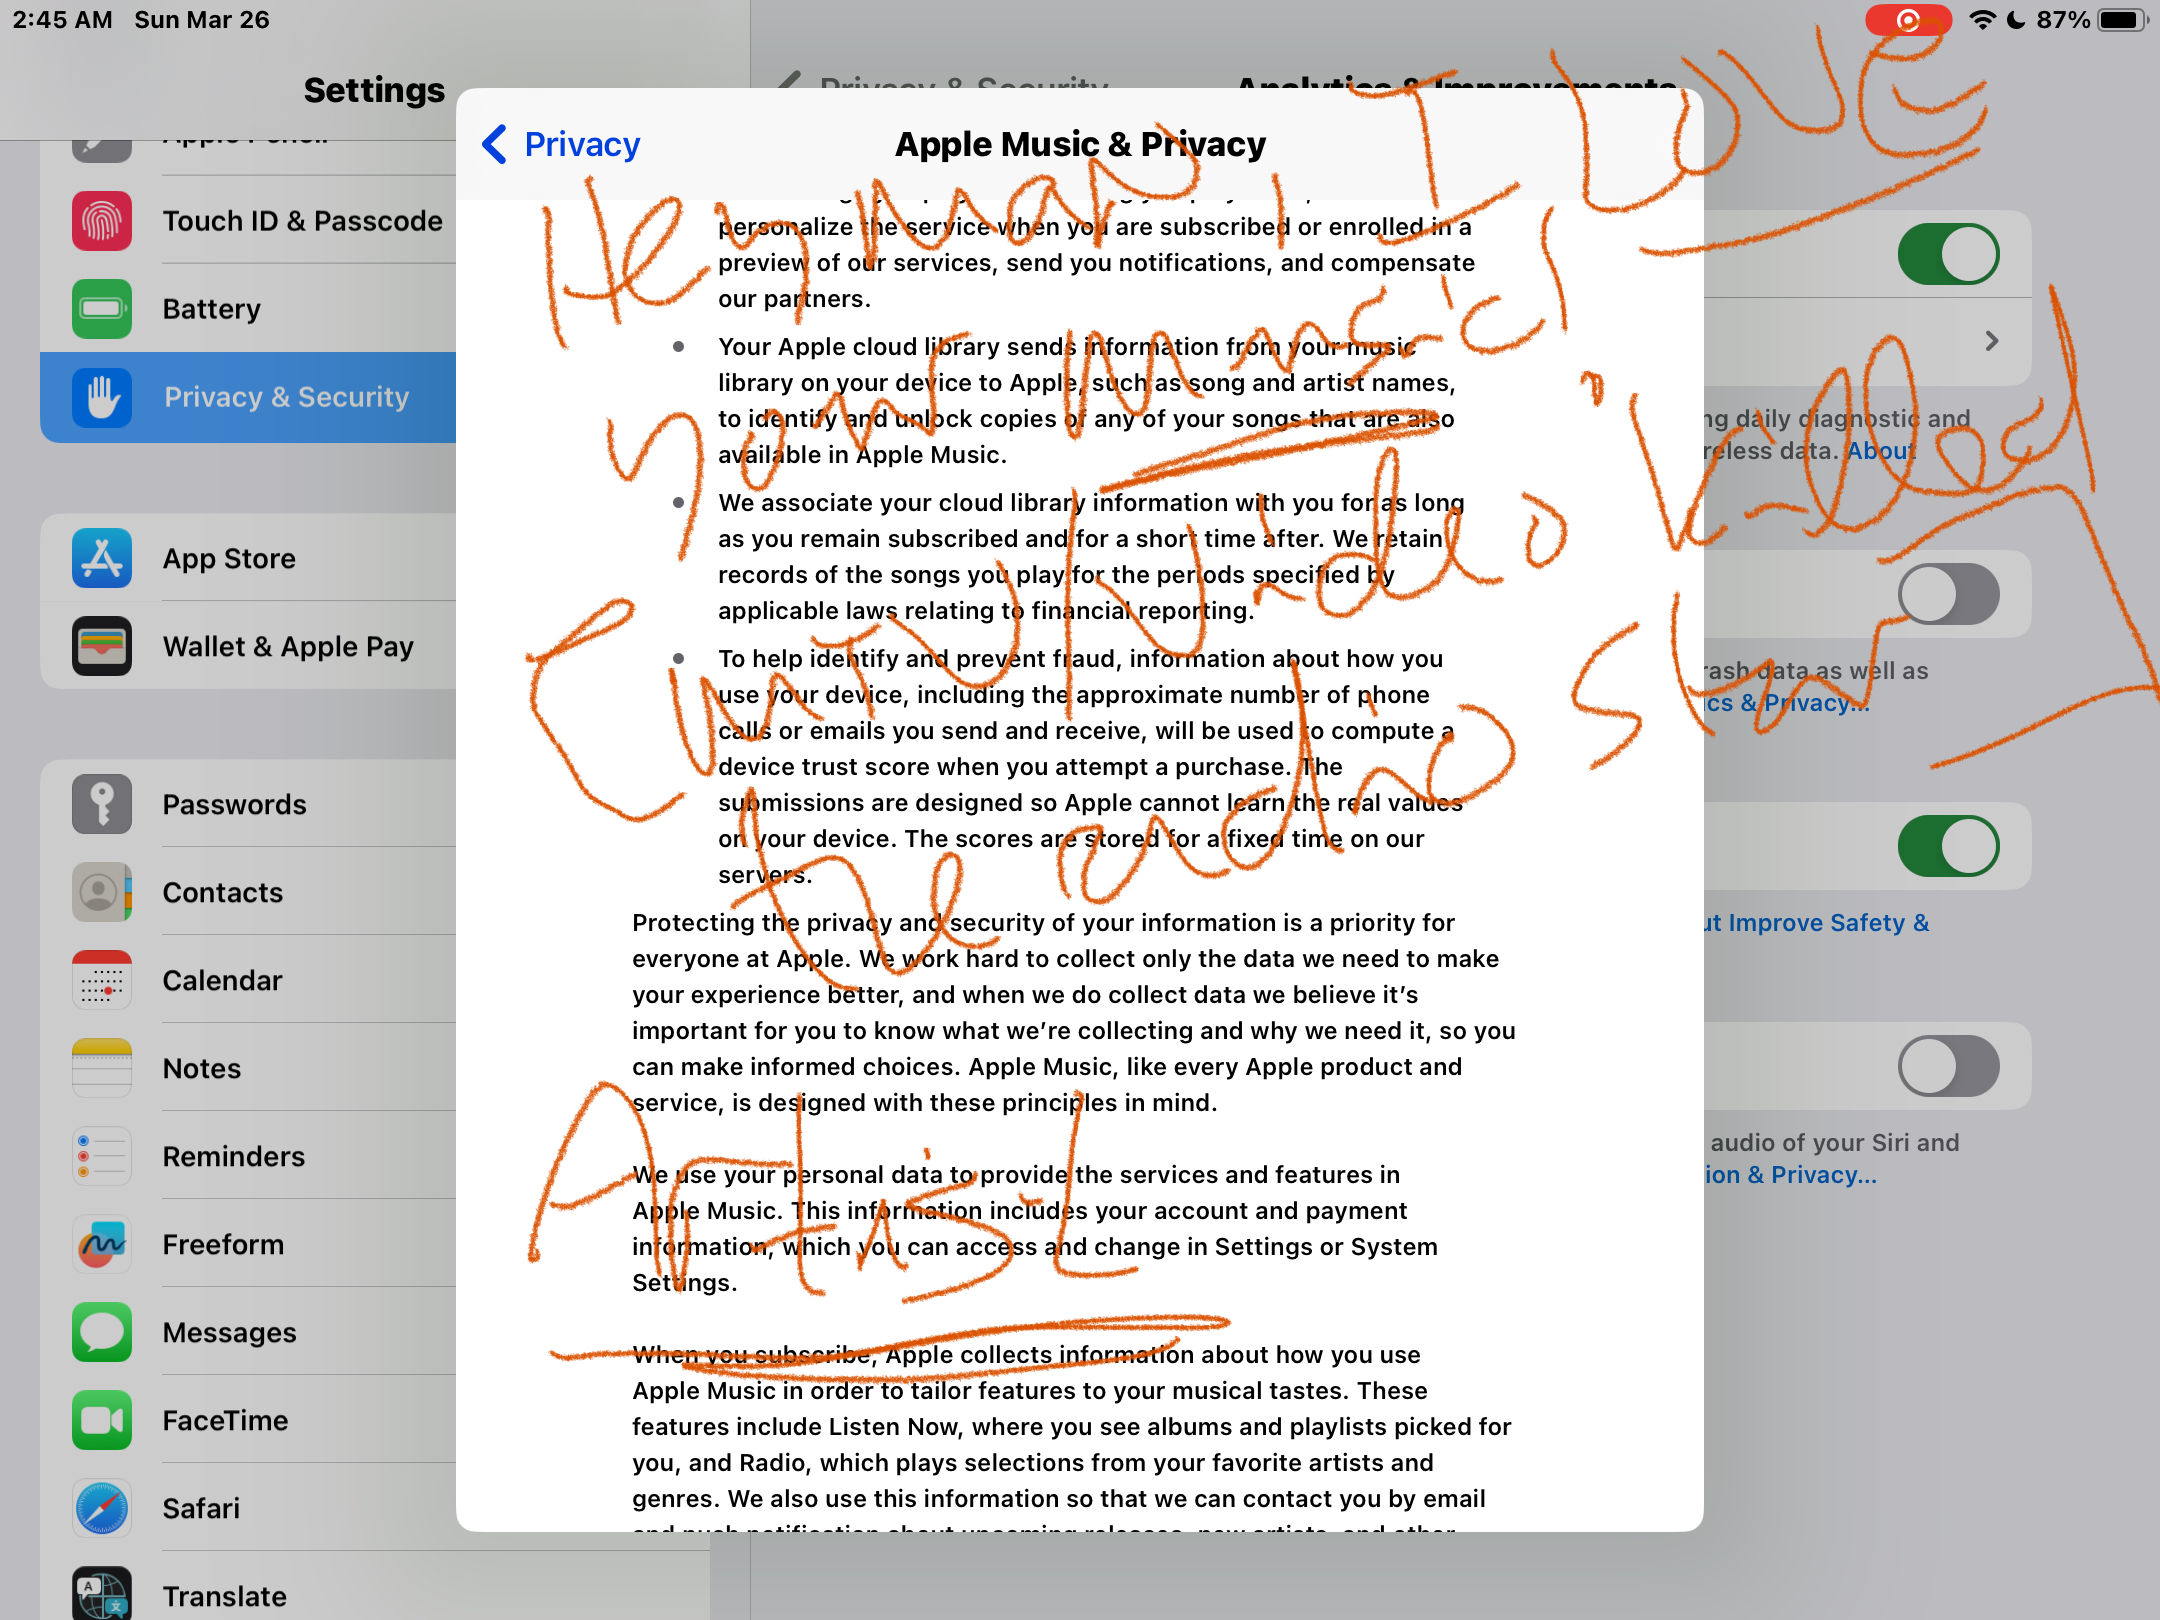 2:45 AM Sun Mar 26
87%
Settings
Touch ID & Passcode
Battery
Privacy & Security
App Store
Wallet & Apple Pay
Passwords
Contacts
Calendar
Notes
Reminders
Freeform
Messages
FaceTime
Safari
Translate
Privacy & Security
Analytics & Improvements
Privacy
Apple Music & Privacy
personalize the service when you are subscribed or enrolled in a
preview of our services, send you notifications, and compensate
our partners.
Your Apple cloud library sends information from your music
library on your device to Apple, such as song and artist names,
to identify and unlock copies of any of your songs that are also
available in Apple Music.
We associate your cloud library information with you for as long
as you remain subscribed and for a short time after. We retain
records of the songs you play for the periods specified by
applicable laws relating to financial reporting.
To help identify and prevent fraud, information about how you
use your device, including the approximate number of phone
calls or emails you send and receive, will be used to compute a
device trust score when you attempt a purchase. The
submissions are designed so Apple cannot learn the real values
on your device. The scores are stored for a fixed time on our
servers.
Protecting the privacy and security of your information is a priority for
everyone at Apple. We work hard to collect only the data we need to make
your experience better, and when we do collect data we believe it’s
important for you to know what we’re collecting and why we need it, so you
can make informed choices. Apple Music, like every Apple product and
service, is designed with these principles in mind.
We use your personal data to provide the services and features in
Apple Music. This information includes your account and payment
information, which you can access and change in Settings or System
Settings.
When you subscribe, Apple collects information about how you use
Apple Music in order to tailor features to your musical tastes. These
features include Listen Now, where you see albums and playlists picked for
you, and Radio, which plays selections from your favorite artists and
genres. We also use this information so that we can contact you by email
ng daily diagnostic and
reless data. About
rash data as well as
ics & Privacy...
ut Improve Safety &
audio of your Siri and
ion & Privacy...
I LOVE
your music!
Video "Killed
the radio star
Artist